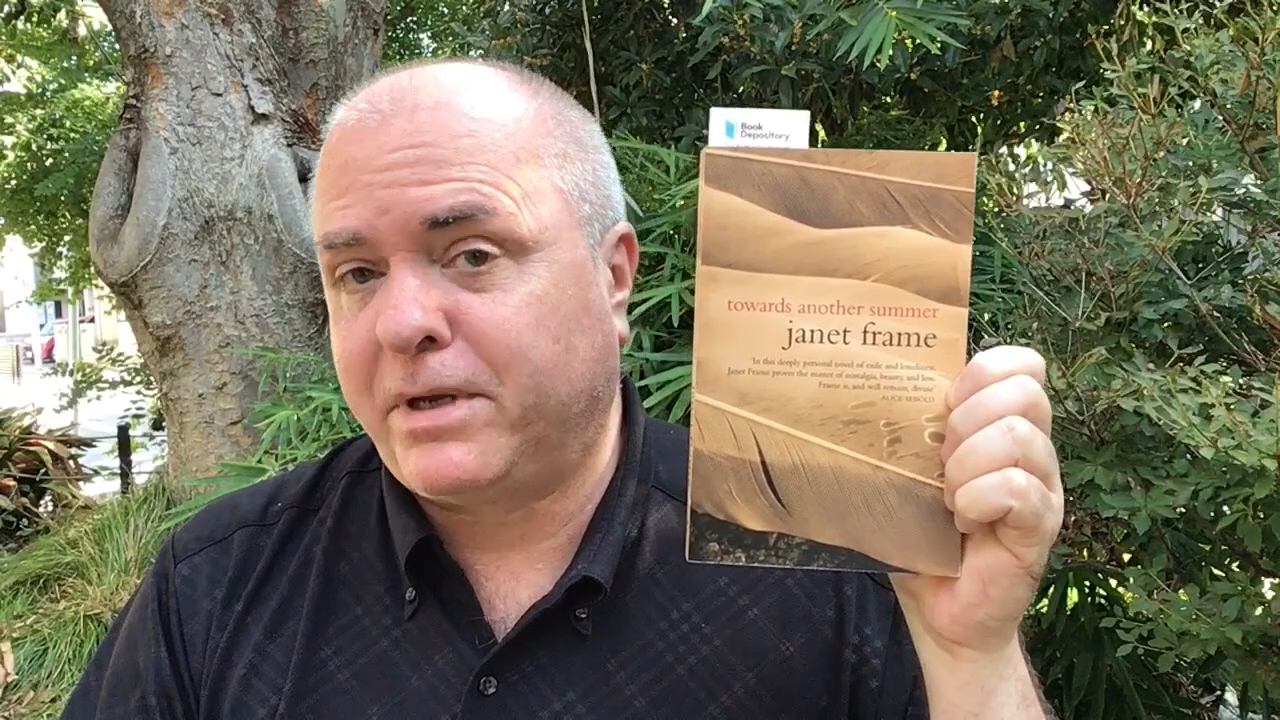 Book
Depository
towards another summer
janet frame
'In this deeply personal novel of exile and loneliness,
Janet Frame proves the master of nostalgia, beauty, and loss.
Frame is, and will remain, divine'
ALICE SEBOLD